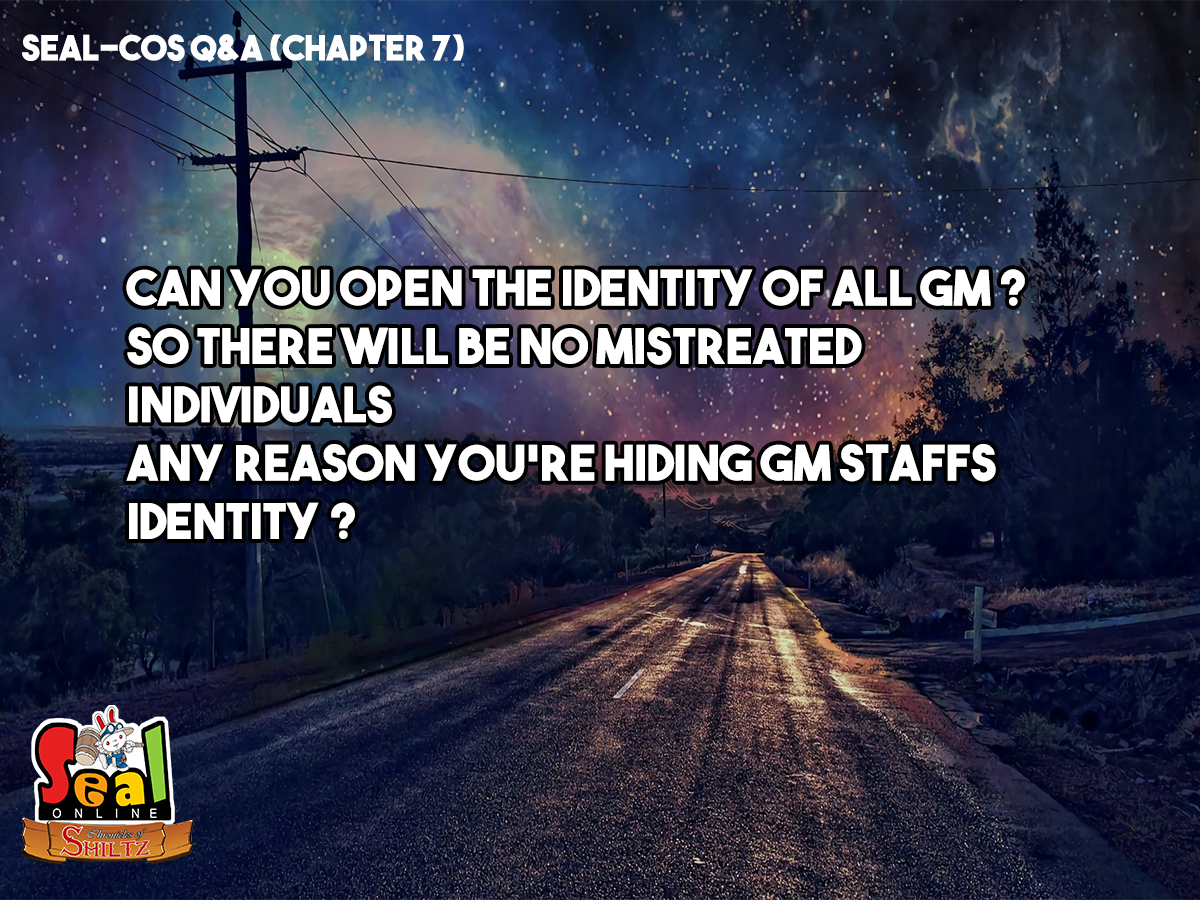 SEAL-COS Q&A (CHAPTER 7)
CAN YOU OPEN THE IDENTITY OF ALL GM ?
SO THERE WILL BE NO MISTREATED
INDIVIDUALS
ANY REASON YOU'RE HIDING GM STAFFS
IDENTITY ?
Seal
ONLINE
Chronicles of
SHILTZ